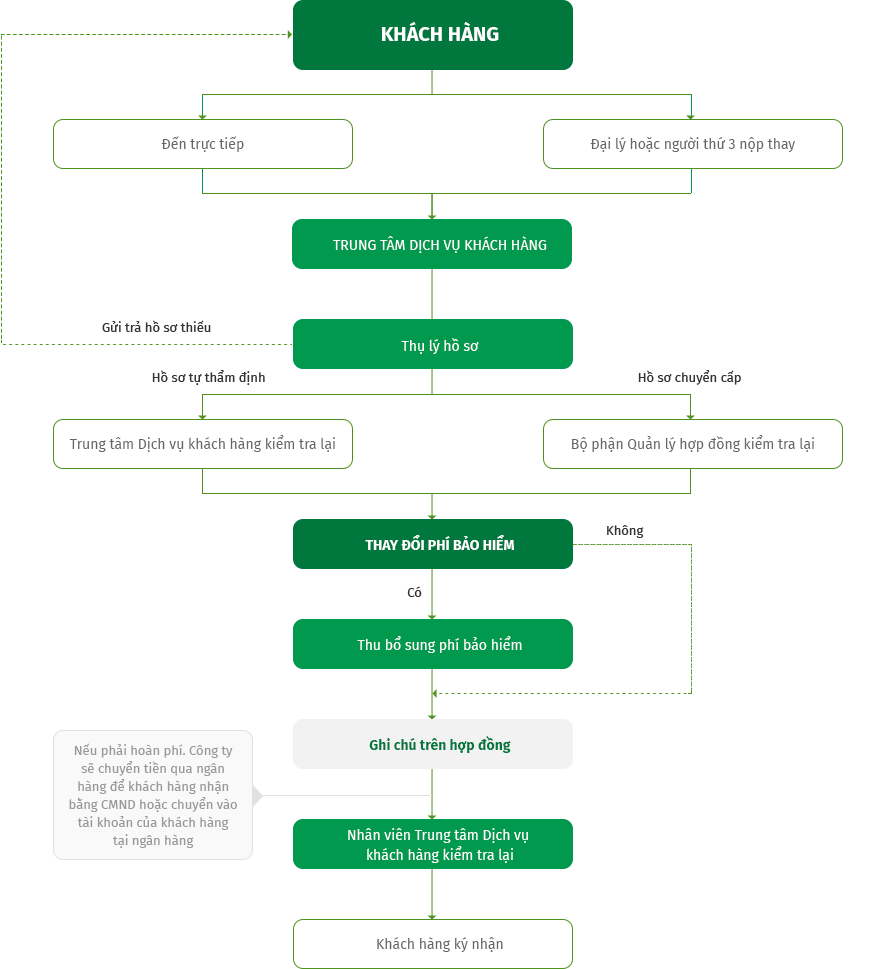 KHÁCH HÀNG
Đến trực tiếp
Đại lý hoặc người thứ 3 nộp thay
TRUNG TÂM DỊCH VỤ KHÁCH HÀNG
Gửi trả hồ sơ thiếu
Thụ lý hồ sơ
Hồ sơ tự thẩm định
Hồ sơ chuyển cấp
Trung tâm Dịch vụ khách hàng kiểm tra lại
Bộ phận Quản lý hợp đồng kiểm tra lại
THAY ĐỔI PHÍ BẢO HIỂM
Không
Có
Thu bổ sung phí bảo hiểm
Ghi chú trên hợp đồng
Nếu phải hoàn phí. Công ty
sẽ chuyển tiền qua ngân
hàng để khách hàng nhận
bằng CMND hoặc chuyển vào
tài khoản của khách hàng
tại ngân hàng
Nhân viên Trung tâm Dịch vụ
khách hàng kiểm tra lại
Khách hàng ký nhận